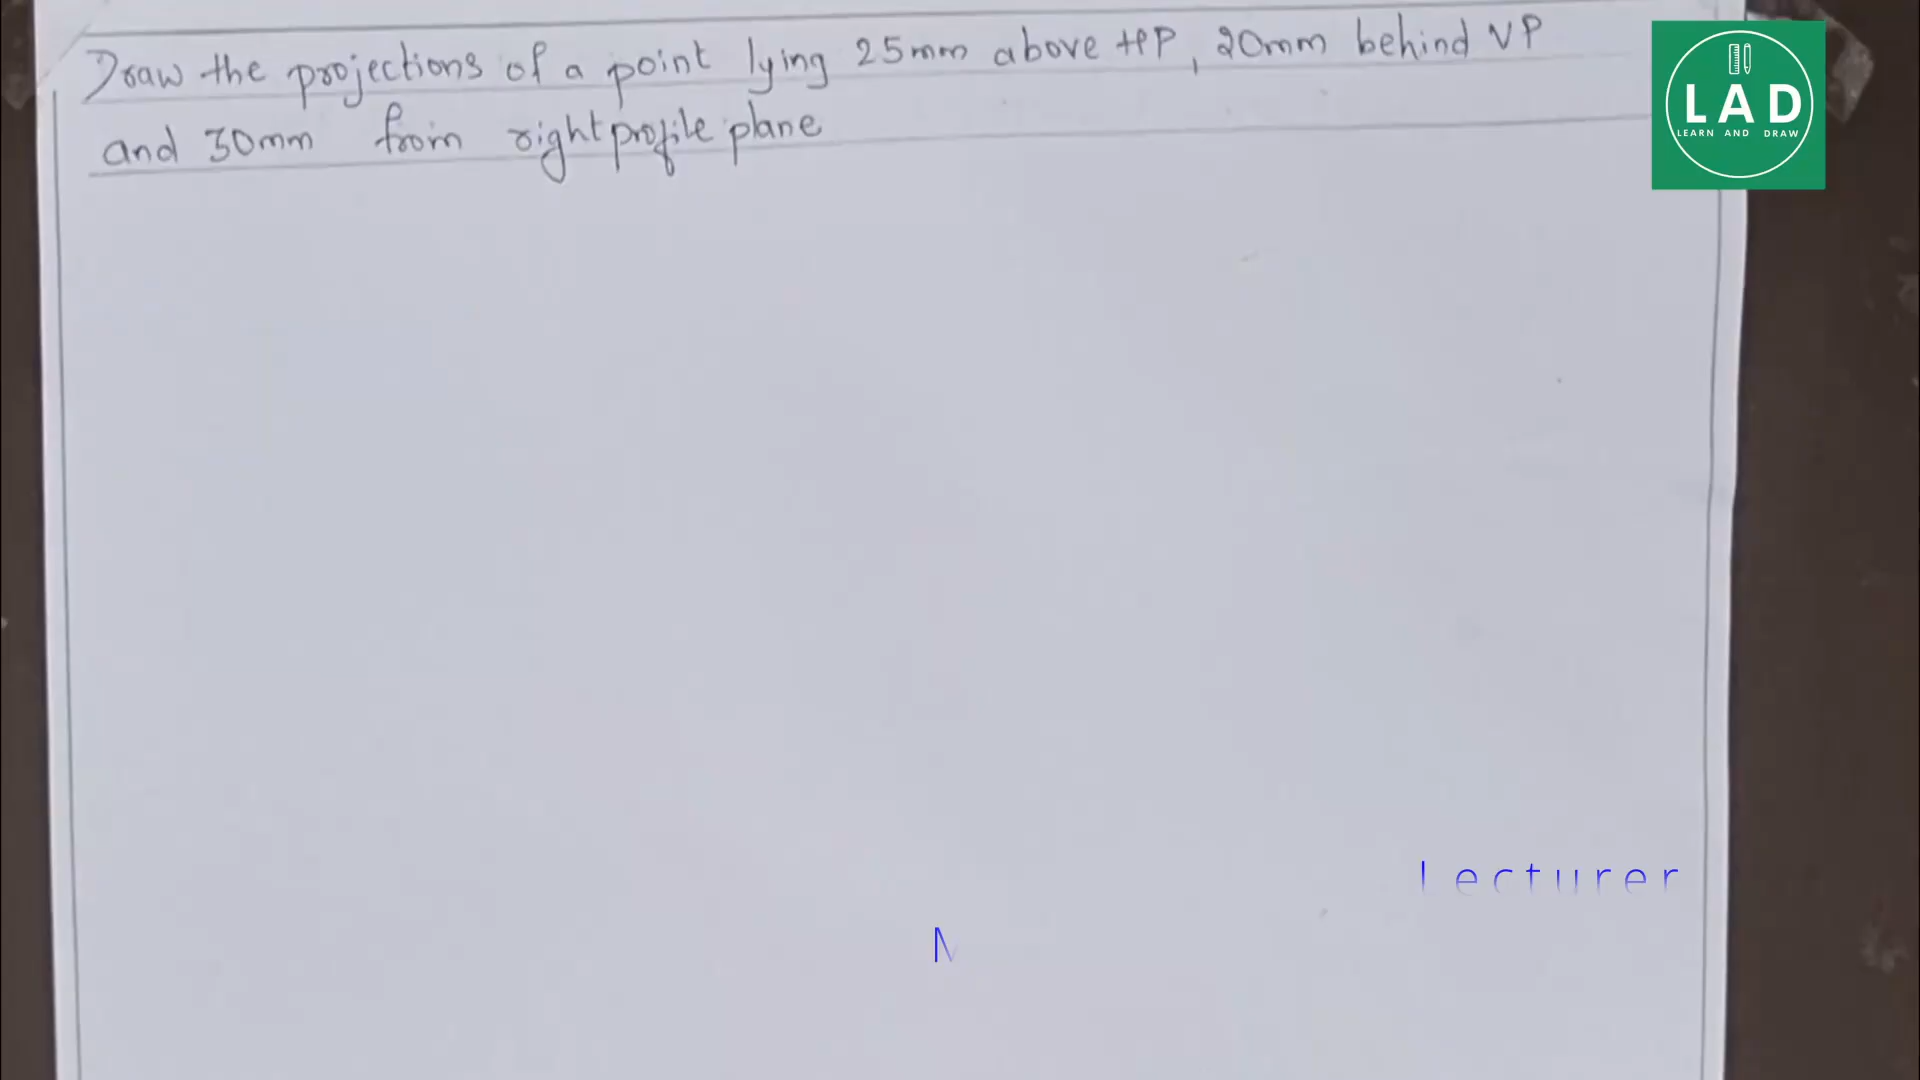 Draw the projections of a point lying 25mm above HP, 20mm behind VP
and 30mm from right profile plane
LAD
LEARN AND DRAW
Lecturer
M